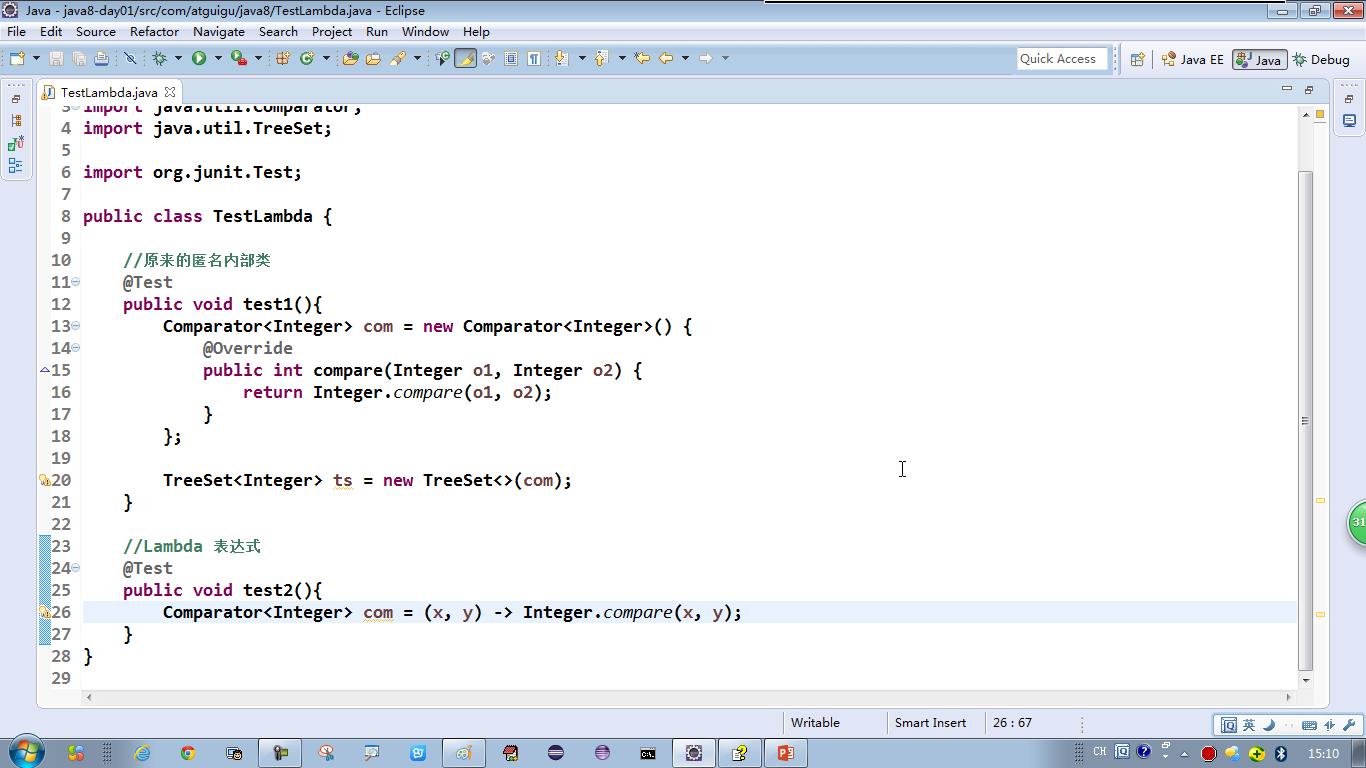 Java - java8-day01/src/com/atguigu/java8/TestLambda.java - Eclipse
File Edit Source Refactor Navigate Search Project Run Window Help
Quick Access Java EE Java Debug
TestLambda.java
3 import java.util.Comparator;
4 import java.util.TreeSet;
5
6 import org.junit.Test;
7
8 public class TestLambda {
9
10 //原来的匿名内部类
11 @Test
12 public void test1(){
13 Comparator<Integer> com = new Comparator<Integer>() {
14 @Override
15 public int compare(Integer o1, Integer o2) {
16 return Integer.compare(o1, o2);
17 }
18 };
19
20 TreeSet<Integer> ts = new TreeSet<>(com);
21 }
22
23 //Lambda 表达式
24 @Test
25 public void test2(){
26 Comparator<Integer> com = (x, y) -> Integer.compare(x, y);
27 }
28 }
29
31
Writable Smart Insert 26 : 67
英
CH 15:10